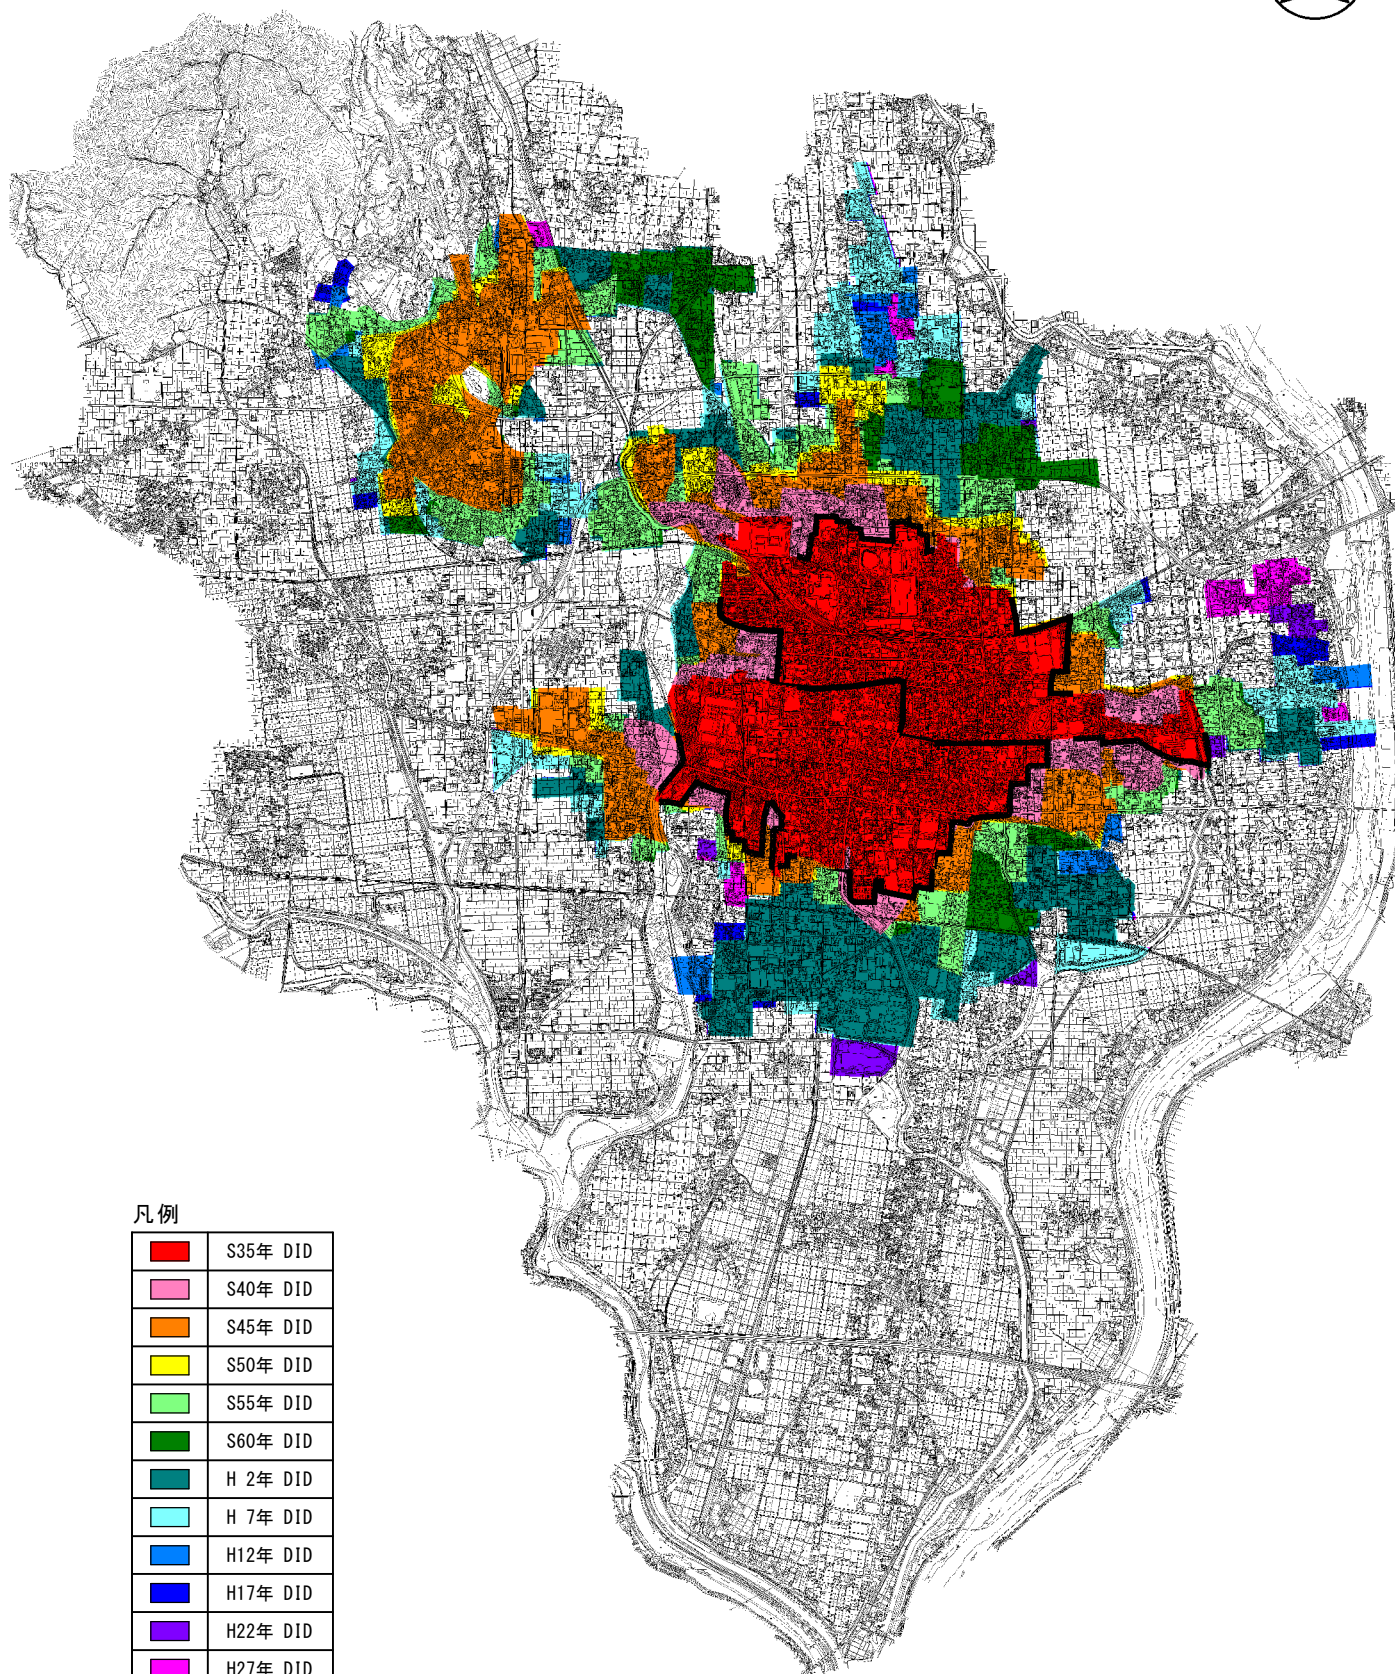 凡例
S35年 DID
S40年 DID
S45年 DID
S50年 DID
S55年 DID
S60年 DID
H 2年 DID
H 7年 DID
H12年 DID
H17年 DID
H22年 DID
H27年 DID